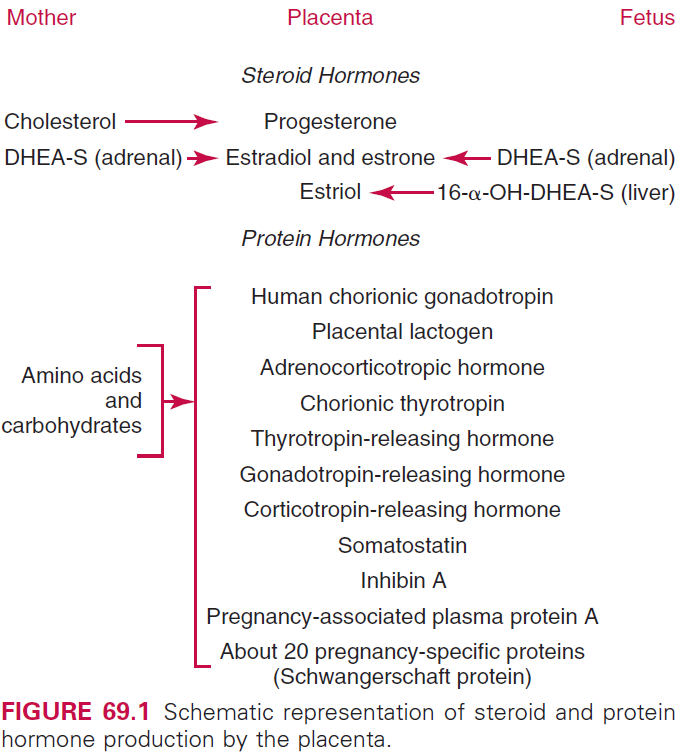 Mother Placenta Fetus
Steroid Hormones
Cholesterol Progesterone
DHEA-S (adrenal) Estradiol and estrone DHEA-S (adrenal)
Estriol 16-α-OH-DHEA-S (liver)
Protein Hormones
Human chorionic gonadotropin
Placental lactogen
Adrenocorticotropic hormone
Chorionic thyrotropin
Thyrotropin-releasing hormone
Gonadotropin-releasing hormone
Corticotropin-releasing hormone
Somatostatin
Inhibin A
Pregnancy-associated plasma protein A
About 20 pregnancy-specific proteins
(Schwangerschaft protein)
Amino acids
and
carbohydrates
FIGURE 69.1 Schematic representation of steroid and protein
hormone production by the placenta.